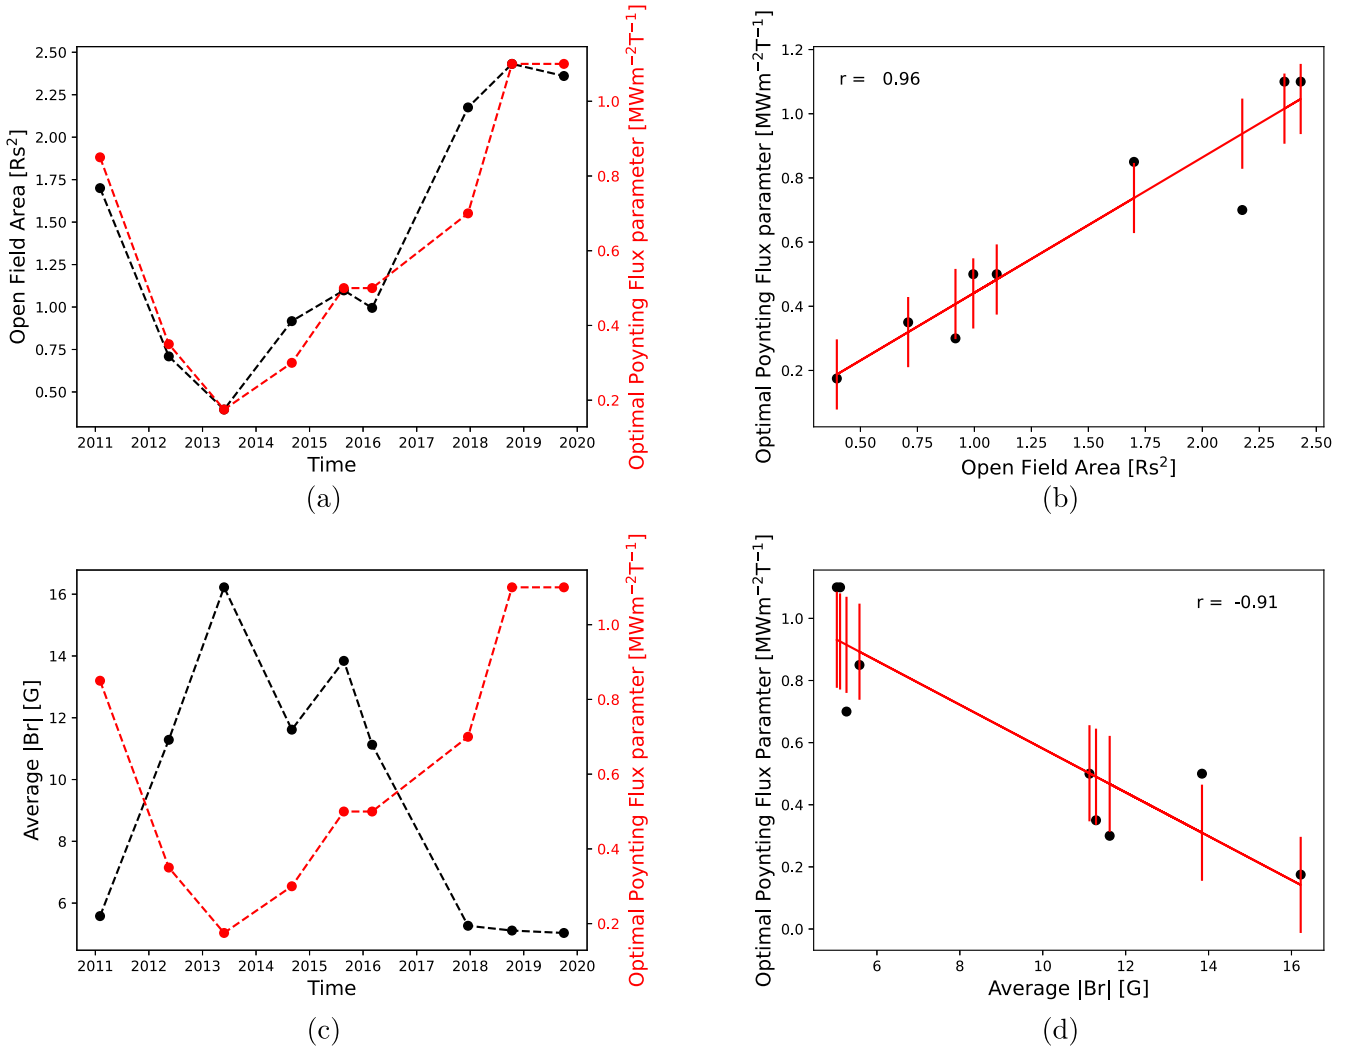 2.50
2.25
2.00
1.75
1.50
1.25
1.00
0.75
0.50
Open Field Area [Rs²]
2011 2012 2013 2014 2015 2016 2017 2018 2019 2020
Time
1.0
0.8
0.6
0.4
0.2
Optimal Poynting Flux parameter [MWm⁻²T⁻¹]
(a)
Optimal Poynting Flux paramter [MWm⁻²T⁻¹]
1.2
1.0
0.8
0.6
0.4
0.2
r = 0.96
0.50 0.75 1.00 1.25 1.50 1.75 2.00 2.25 2.50
Open Field Area [Rs²]
(b)
16
14
12
10
8
6
Average |Br| [G]
2011 2012 2013 2014 2015 2016 2017 2018 2019 2020
Time
1.0
0.8
0.6
0.4
0.2
Optimal Poynting Flux paramter [MWm⁻²T⁻¹]
(c)
Optimal Poynting Flux Paramter [MWm⁻²T⁻¹]
1.0
0.8
0.6
0.4
0.2
0.0
r = -0.91
6 8 10 12 14 16
Average |Br| [G]
(d)